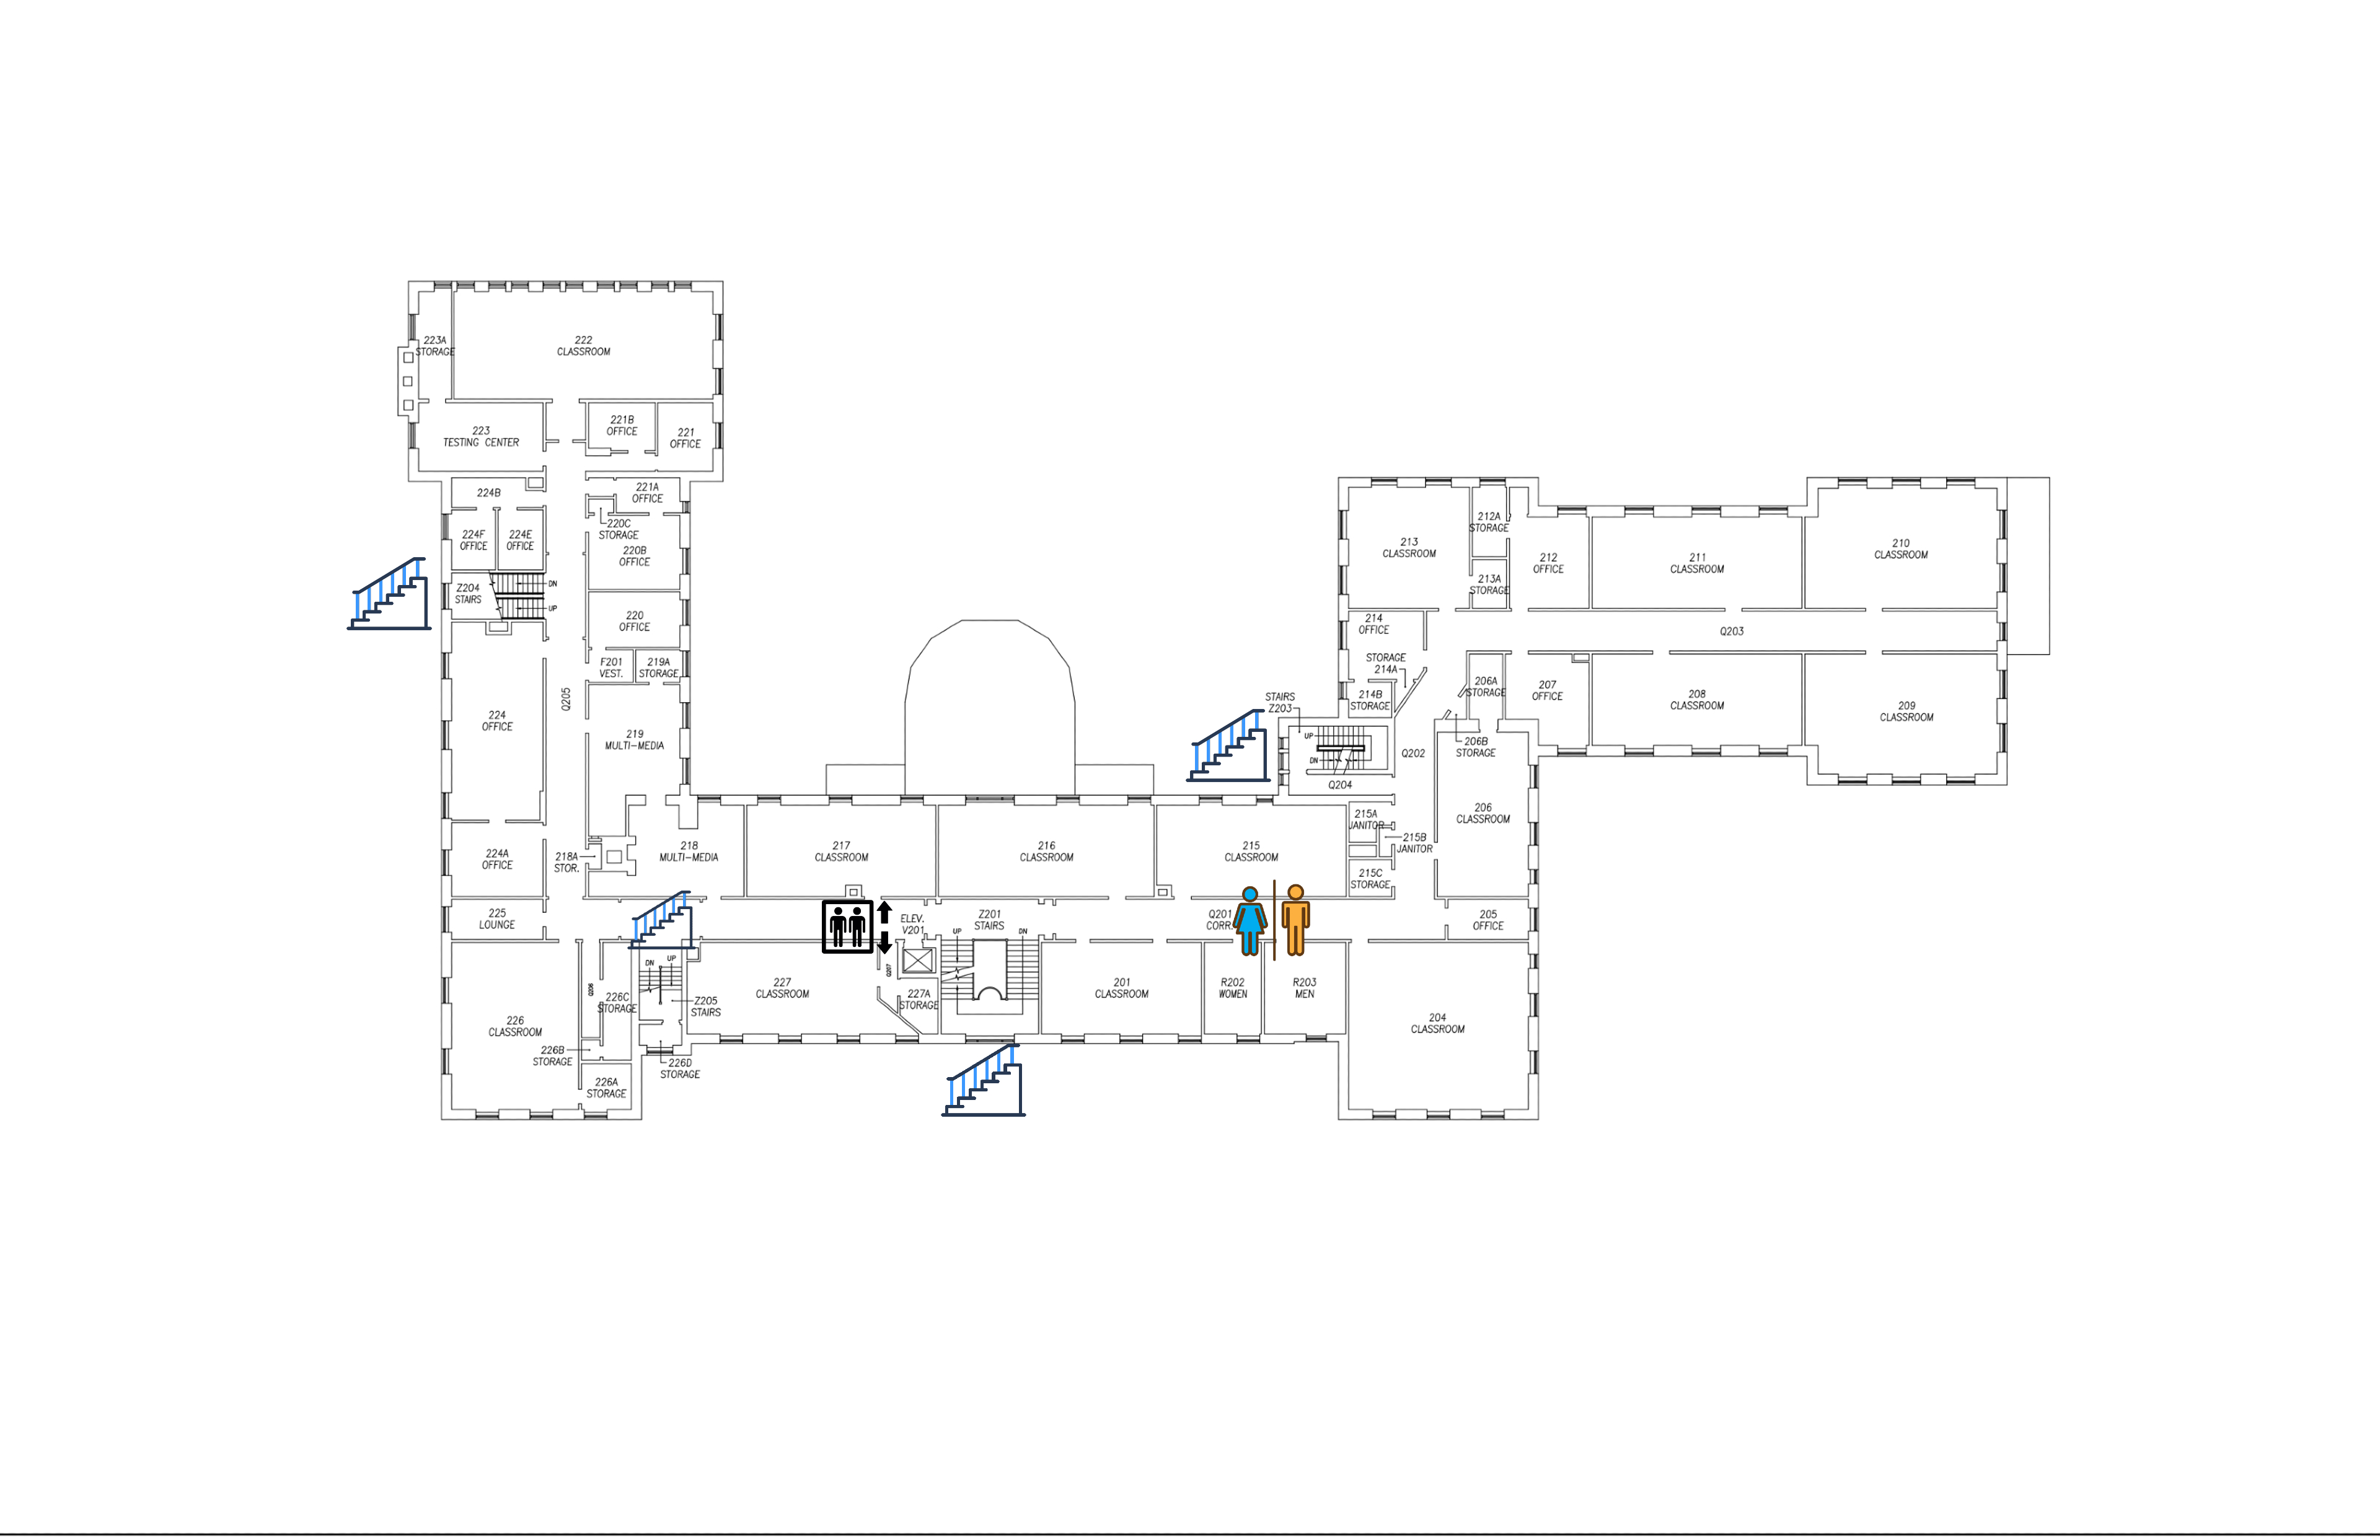 223A
STORAGE
222
CLASSROOM
223
TESTING CENTER
221B
OFFICE
221
OFFICE
224B
221A
OFFICE
224F
OFFICE
224E
OFFICE
220C
STORAGE
220B
OFFICE
Z204
STAIRS
DN
UP
220
OFFICE
F201
VEST.
219A
STORAGE
Q205
224
OFFICE
219
MULTI-MEDIA
224A
OFFICE
218A
STOR.
218
MULTI-MEDIA
217
CLASSROOM
216
CLASSROOM
215
CLASSROOM
225
LOUNGE
226
CLASSROOM
Q206
226C
STORAGE
226B
STORAGE
226A
STORAGE
DN
UP
Z205
STAIRS
226D
STORAGE
227
CLASSROOM
Q207
227A
STORAGE
ELEV.
V201
Z201
STAIRS
UP
DN
201
CLASSROOM
Q201
CORR.
R202
WOMEN
R203
MEN
204
CLASSROOM
205
OFFICE
215A
JANITOR
215B
JANITOR
215C
STORAGE
206
CLASSROOM
STAIRS
Z203
UP
DN
Q204
Q202
206B
STORAGE
206A
STORAGE
214
OFFICE
STORAGE
214A
214B
STORAGE
213
CLASSROOM
212A
STORAGE
213A
STORAGE
212
OFFICE
211
CLASSROOM
210
CLASSROOM
Q203
207
OFFICE
208
CLASSROOM
209
CLASSROOM